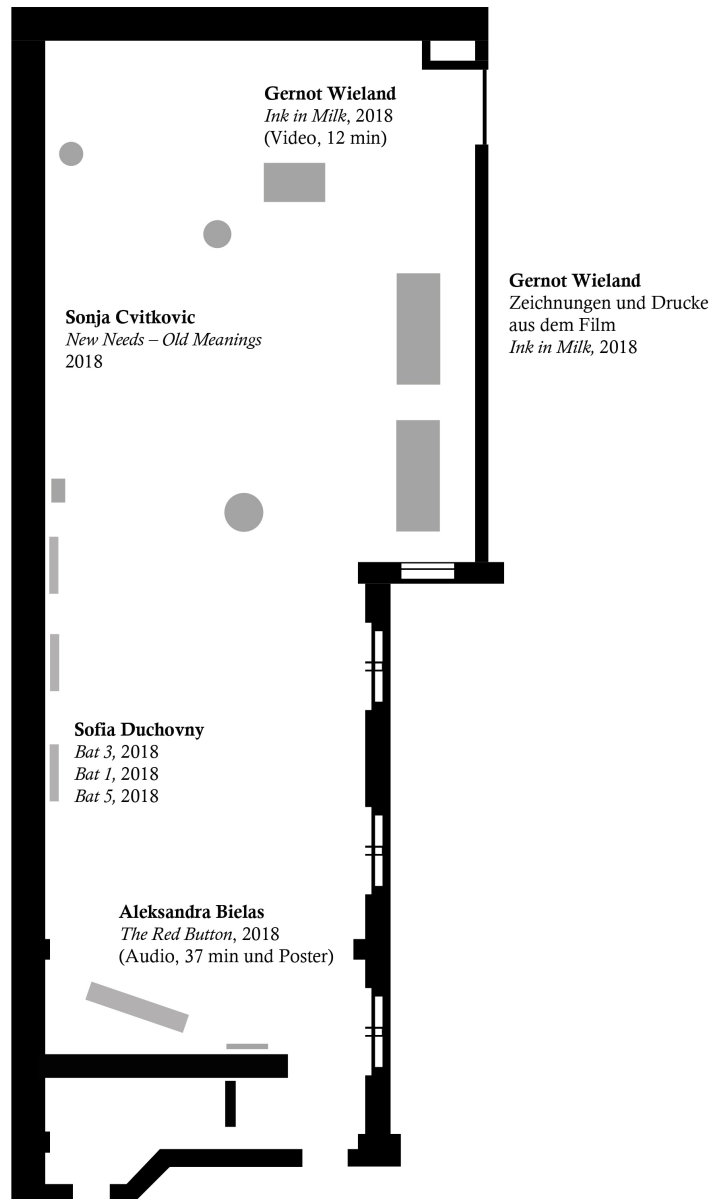 Gernot Wieland
Ink in Milk, 2018
(Video, 12 min)
Gernot Wieland
Zeichnungen und Drucke
aus dem Film
Ink in Milk, 2018
Sonja Cvitkovic
New Needs – Old Meanings
2018
Sofia Duchovny
Bat 3, 2018
Bat 1, 2018
Bat 5, 2018
Aleksandra Bielas
The Red Button, 2018
(Audio, 37 min und Poster)